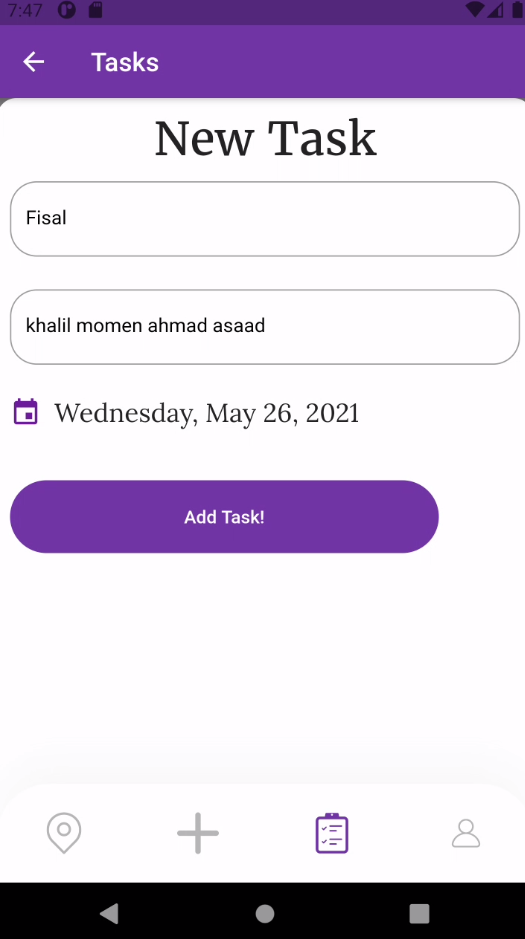 7:47
Tasks
New Task
Fisal
khalil momen ahmad asaad
Wednesday, May 26, 2021
Add Task!